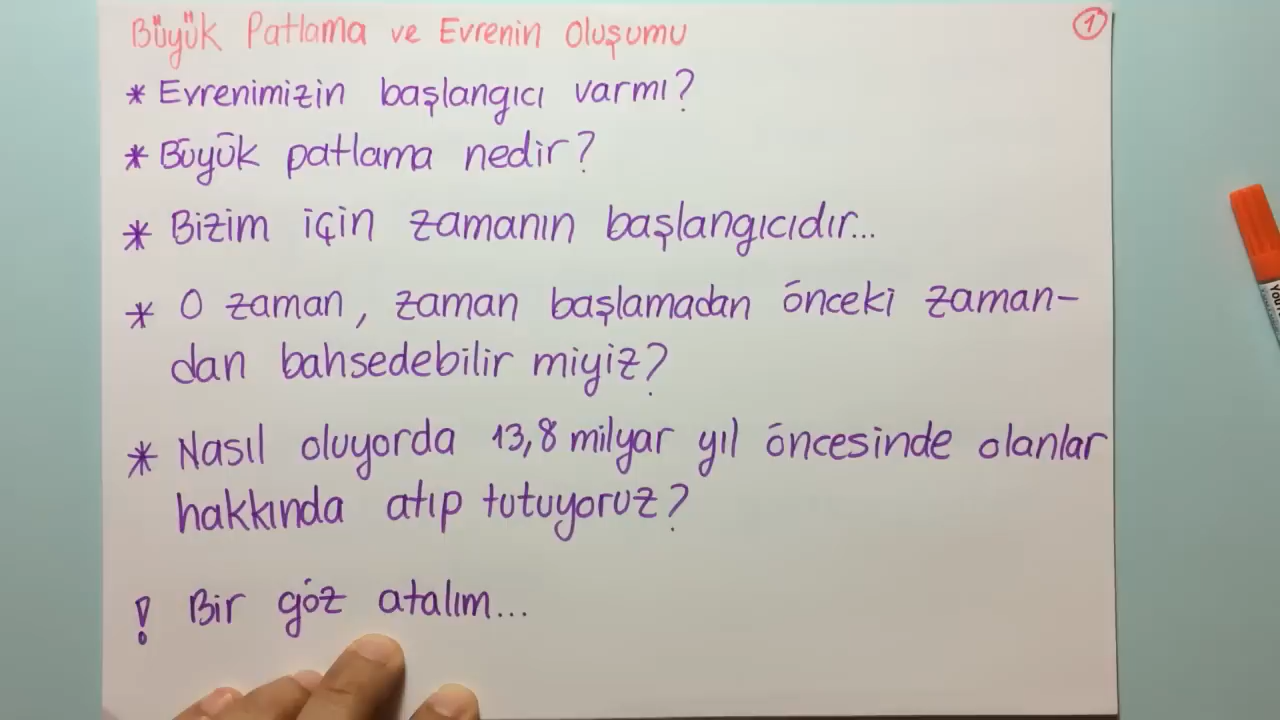 Büyük Patlama ve Evrenin Oluşumu
1
* Evrenimizin başlangıcı varmı?
* Büyük patlama nedir?
* Bizim için zamanın başlangıcıdır...
* O zaman, zaman başlamadan önceki zaman-
dan bahsedebilir miyiz?
* Nasıl oluyorda 13,8 milyar yıl öncesinde olanlar
hakkında atıp tutuyoruz?
! Bir göz atalım...